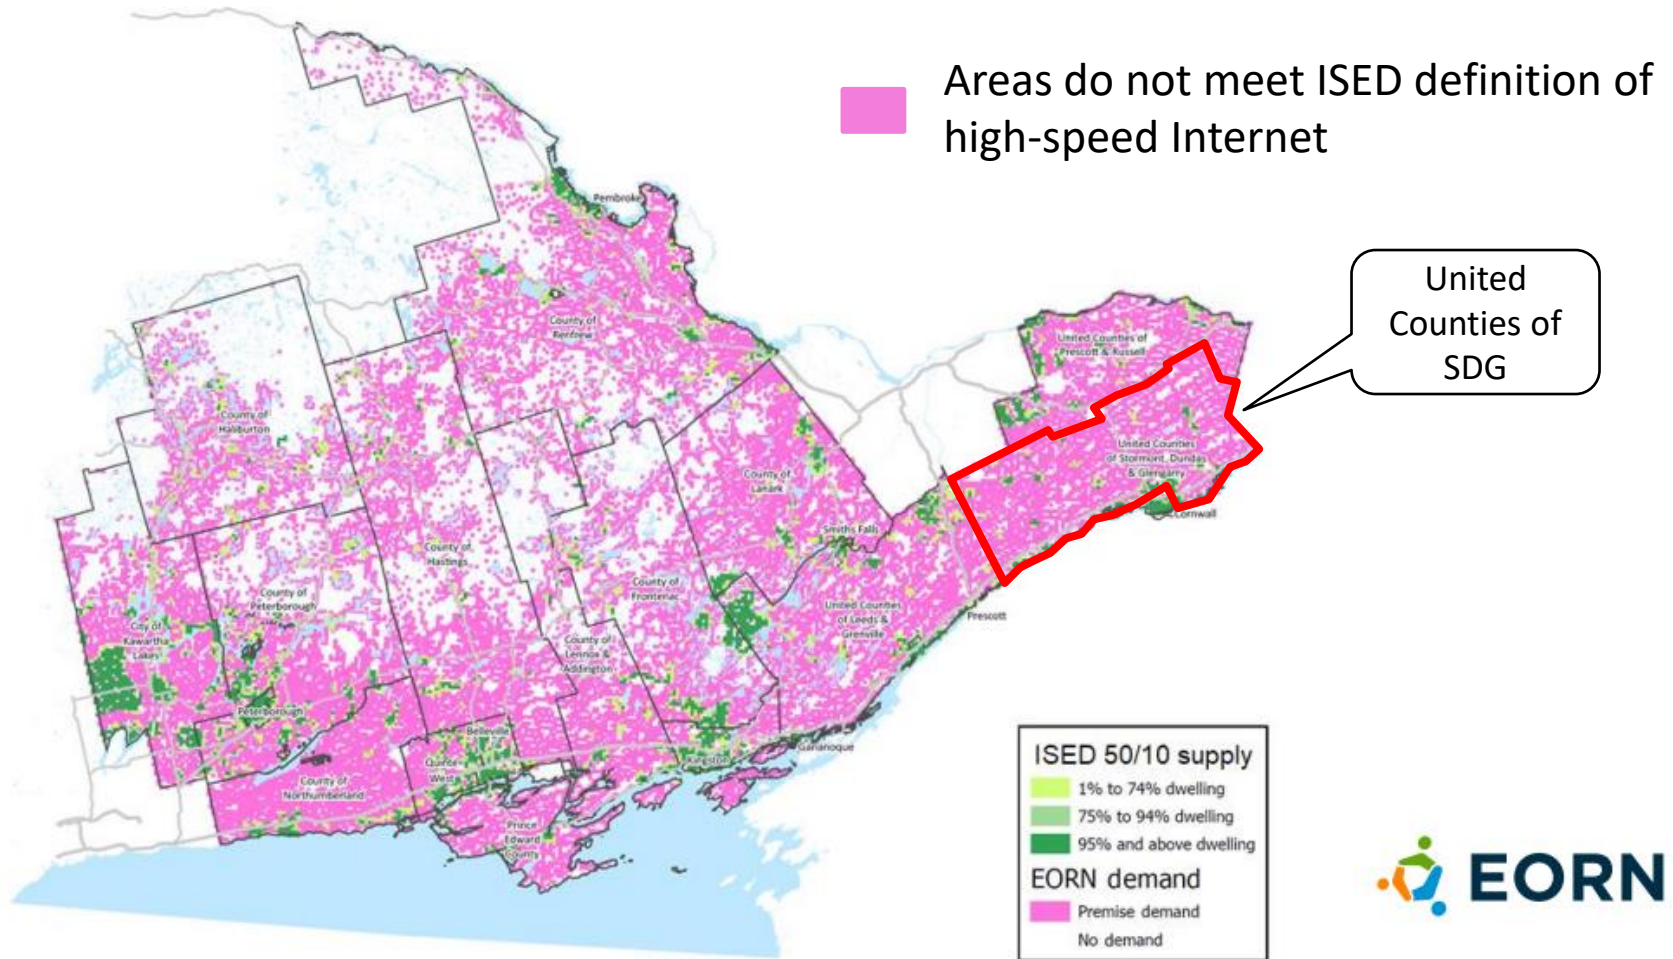 Areas do not meet ISED definition of
high-speed Internet
Pembroke
United
Counties of
SDG
County of
Renfrew
United Counties of
Prescott & Russell
County of
Haliburton
United Counties
of Stormont, Dundas
& Glengarry
County of
Lanark
Cornwall
Smiths Falls
County of
Hastings
County of
Frontenac
County of
Peterborough
United Counties
of Leeds &
Grenville
Prescott
City of
Kawartha
Lakes
County of
Lennox &
Addington
Peterborough
Belleville
Gananoque
Quinte
West
Kingston
County of
Northumberland
Prince
Edward
County
ISED 50/10 supply
1% to 74% dwelling
75% to 94% dwelling
95% and above dwelling
EORN demand
Premise demand
No demand
EORN